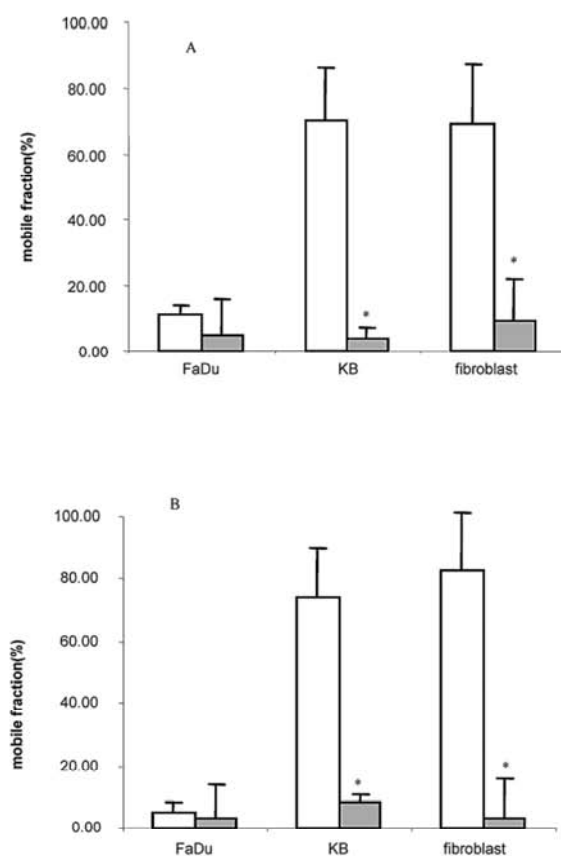 A
mobile fraction(%)
100.00
80.00
60.00
40.00
20.00
0.00
*
*
FaDu KB fibroblast
B
mobile fraction(%)
100.00
80.00
60.00
40.00
20.00
0.00
*
*
FaDu KB fibroblast